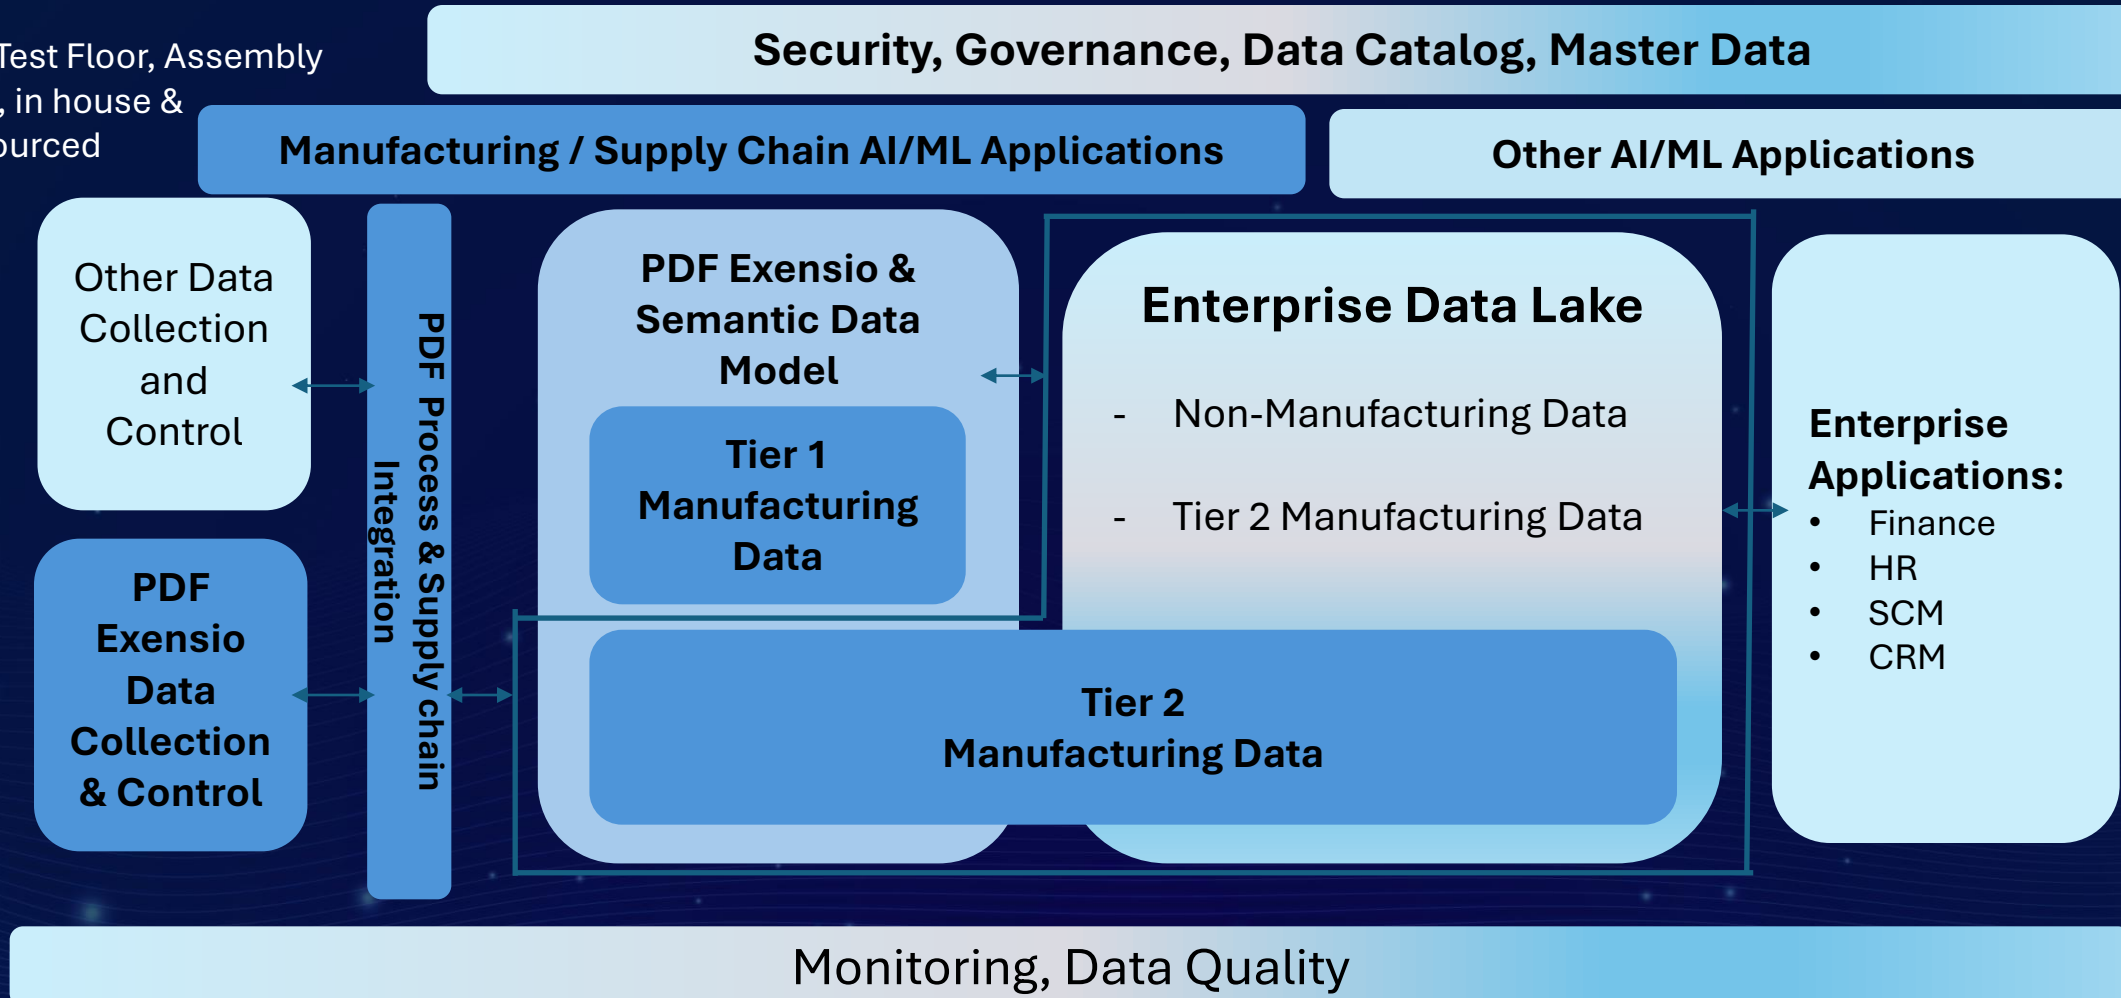 Security, Governance, Data Catalog, Master Data
Test Floor, Assembly
, in house &
Manufacturing / Supply Chain AI/ML Applications
Other AI/ML Applications
Other Data
Collection
and
Control
PDF
Exensio
Data
Collection
& Control
PDF Process & Supply chain
Integration
PDF Exensio &
Semantic Data
Model
Tier 1
Manufacturing
Data
Enterprise Data Lake
- Non-Manufacturing Data
- Tier 2 Manufacturing Data
Tier 2
Manufacturing Data
Enterprise
Applications:
• Finance
• HR
• SCM
• CRM
Monitoring, Data Quality